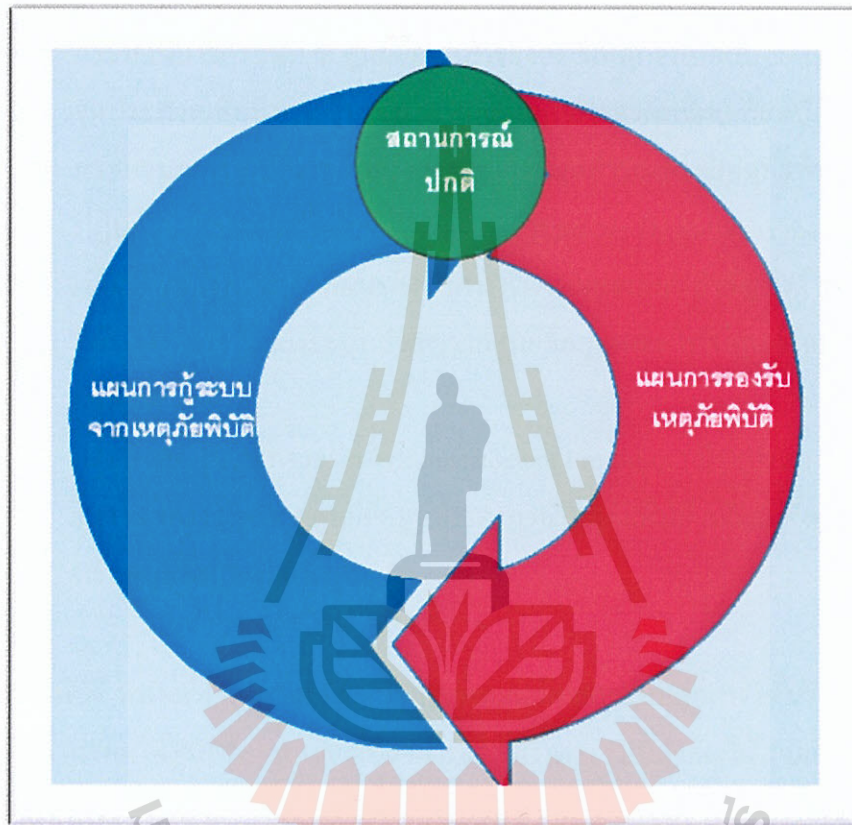 สถานการณ์
ปกติ
แผนการกู้ระบบ
จากเหตุภัยพิบัติ
แผนการรองรับ
เหตุภัยพิบัติ